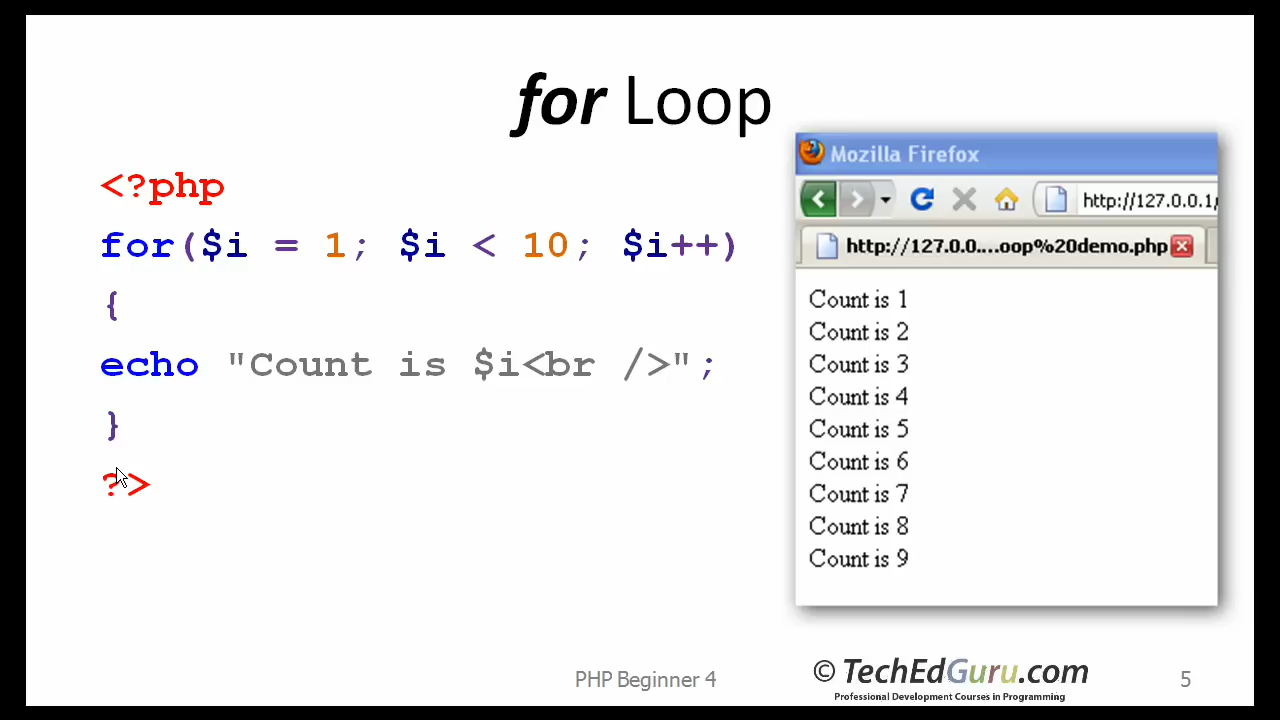 for Loop
<?php
for($i = 1; $i < 10; $i++)
{
echo "Count is $i<br />";
}
?>
Mozilla Firefox
http://127.0.0.1/
http://127.0.0....oop%20demo.php
Count is 1
Count is 2
Count is 3
Count is 4
Count is 5
Count is 6
Count is 7
Count is 8
Count is 9
PHP Beginner 4
© TechEdGuru.com
Professional Development Courses in Programming
5